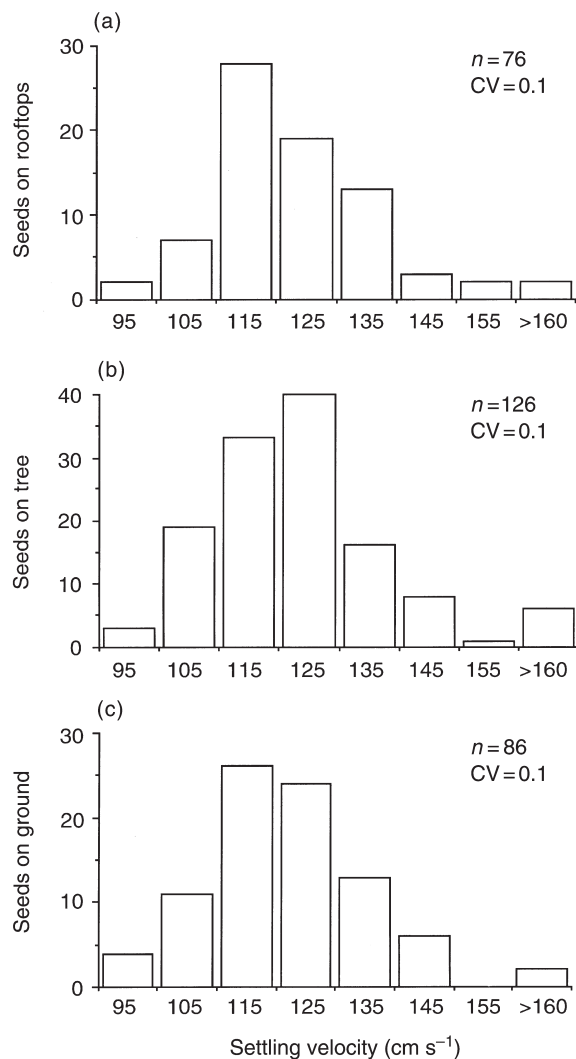 (a)
30
20
10
0
Seeds on rooftops
n=76
CV=0.1
95 105 115 125 135 145 155 >160
(b)
40
30
20
10
0
Seeds on tree
n=126
CV=0.1
95 105 115 125 135 145 155 >160
(c)
30
20
10
0
Seeds on ground
n=86
CV=0.1
95 105 115 125 135 145 155 >160
Settling velocity (cm s⁻¹)